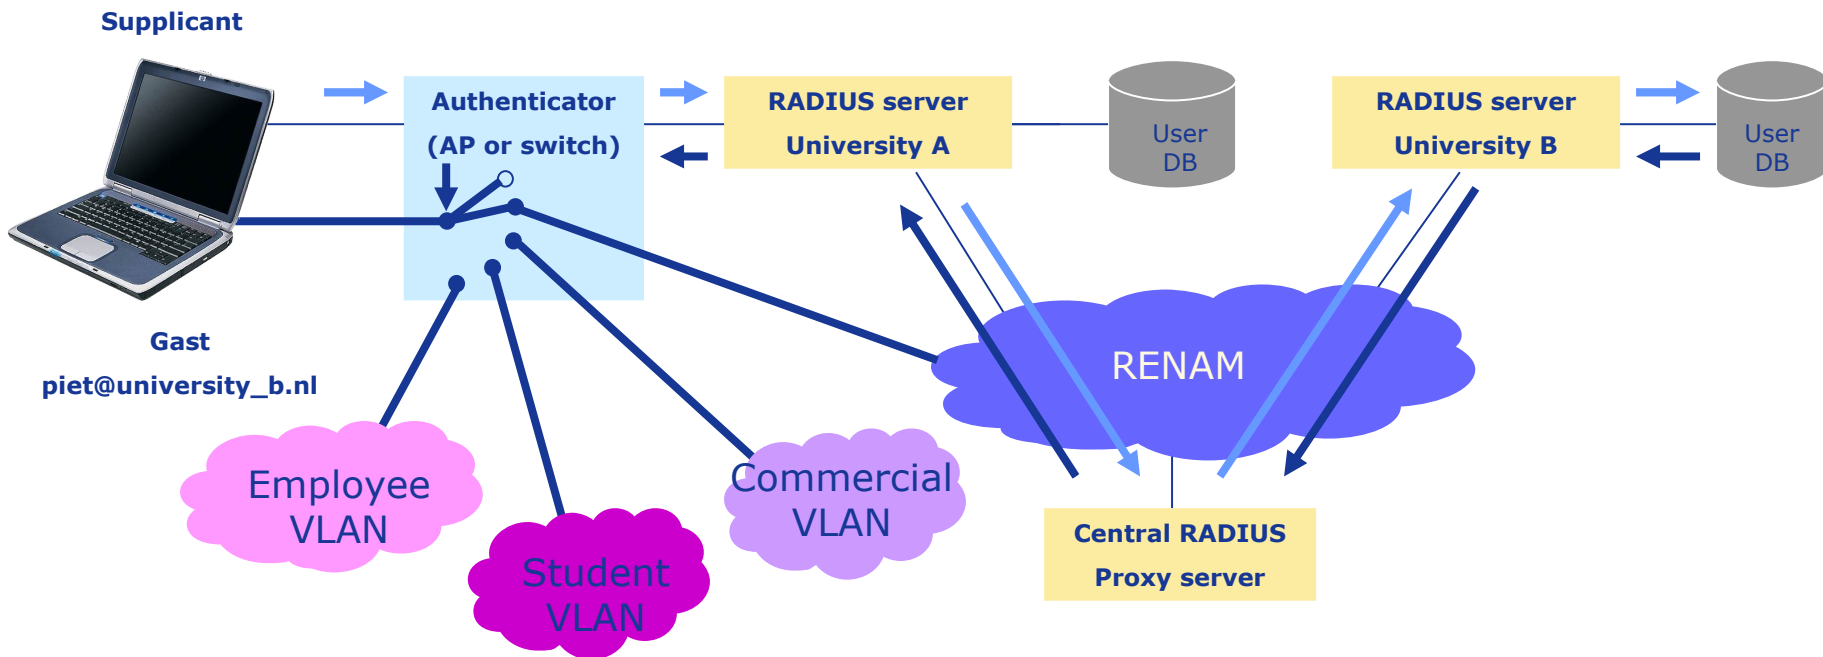 Supplicant
Authenticator
(AP or switch)
RADIUS server
University A
User
DB
RADIUS server
University B
User
DB
Gast
piet@university_b.nl
RENAM
Employee
VLAN
Student
VLAN
Commercial
VLAN
Central RADIUS
Proxy server